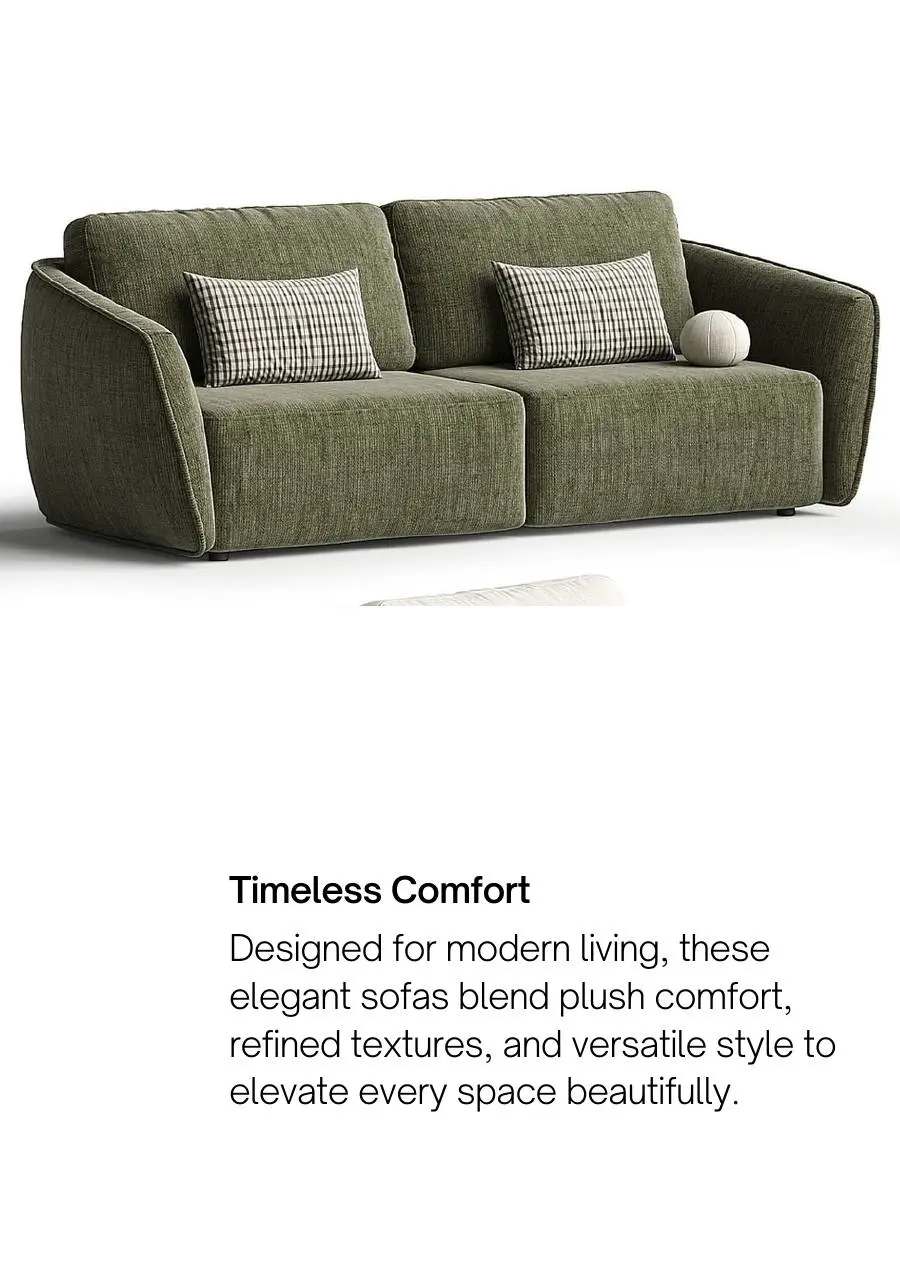 Timeless Comfort
Designed for modern living, these
elegant sofas blend plush comfort,
refined textures, and versatile style to
elevate every space beautifully.